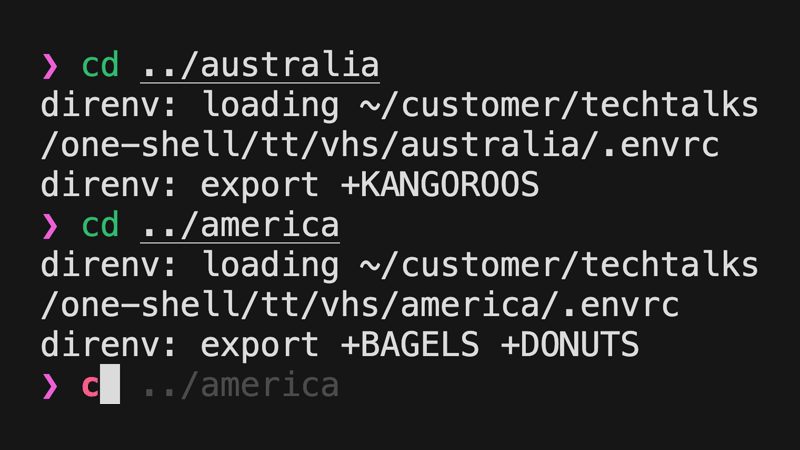 ❯ cd ../australia
direnv: loading ~/customer/techtalks
/one-shell/tt/vhs/australia/.envrc
direnv: export +KANGOROOS
❯ cd ../america
direnv: loading ~/customer/techtalks
/one-shell/tt/vhs/america/.envrc
direnv: export +BAGELS +DONUTS
❯ c ../america